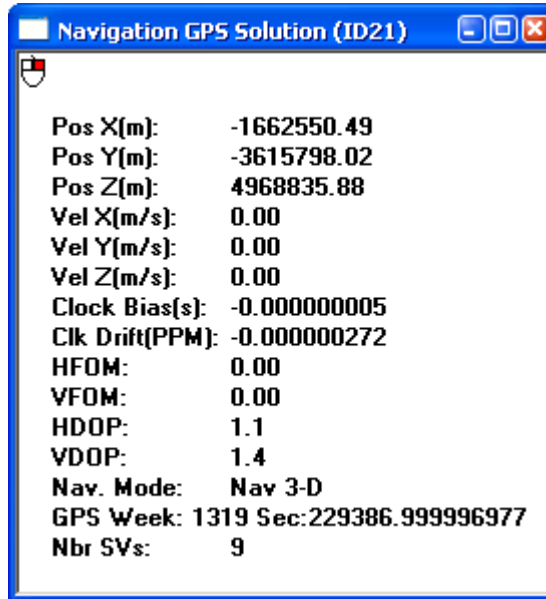 Navigation GPS Solution (ID21)
Pos X(m): -1662550.49
Pos Y(m): -3615798.02
Pos Z(m): 4968835.88
Vel X(m/s): 0.00
Vel Y(m/s): 0.00
Vel Z(m/s): 0.00
Clock Bias(s): -0.000000005
Clk Drift(PPM): -0.000000272
HFOM: 0.00
VFOM: 0.00
HDOP: 1.1
VDOP: 1.4
Nav. Mode: Nav 3-D
GPS Week: 1319 Sec:229386.999996977
Nbr SVs: 9